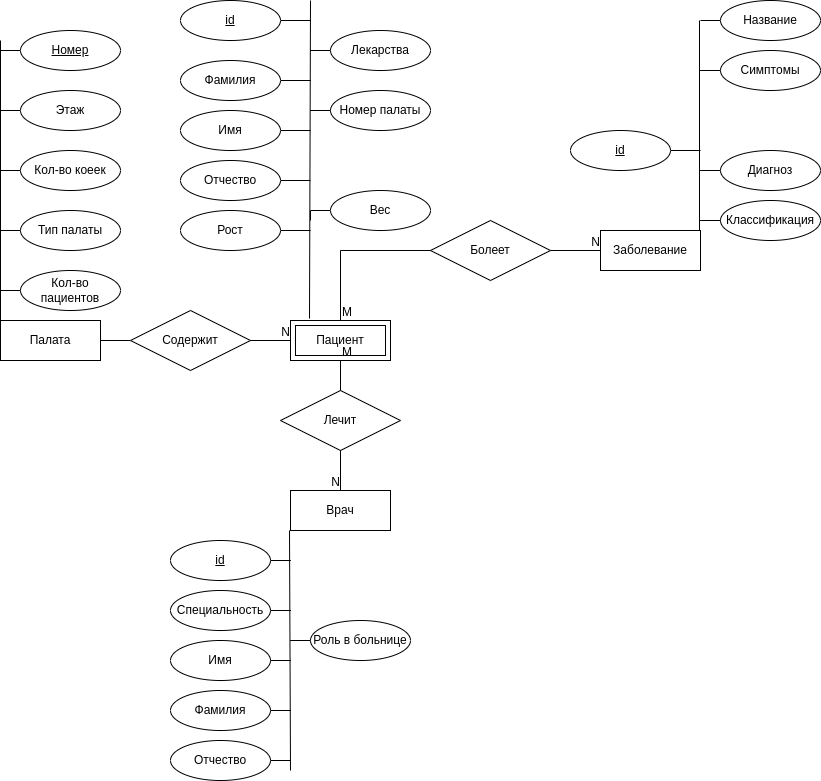 id
Название
Номер
Лекарства
Фамилия
Симптомы
Этаж
Номер палаты
Имя
id
Кол-во коеек
Отчество
Диагноз
Вес
Тип палаты
Рост
Классификация
Болеет
N
Заболевание
Кол-во
пациентов
M
Палата
Содержит
N
Пациент
M
Лечит
N
Врач
id
Специальность
Роль в больнице
Имя
Фамилия
Отчество